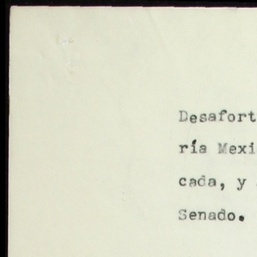 Desafort
ría Mexi
cada, y
Senado.